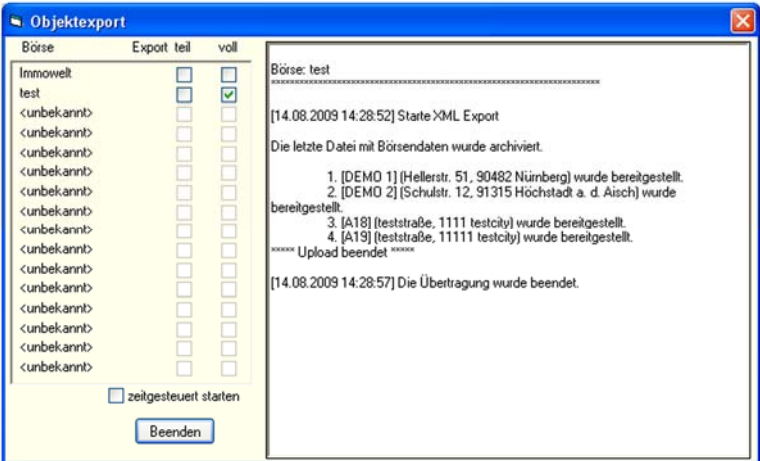 Objektexport
Börse Export teil voll
Immowelt
test
<unbekannt>
<unbekannt>
<unbekannt>
<unbekannt>
<unbekannt>
<unbekannt>
<unbekannt>
<unbekannt>
<unbekannt>
<unbekannt>
<unbekannt>
<unbekannt>
<unbekannt>
<unbekannt>
zeitgesteuert starten
Beenden
Börse: test
[14.08.2009 14:28:52] Starte XML Export
Die letzte Datei mit Börsendaten wurde archiviert.
1. [DEMO 1] (Hellerstr. 51, 90482 Nürnberg) wurde bereitgestellt.
2. [DEMO 2] (Schulstr. 12, 91315 Höchstadt a. d. Aisch) wurde
bereitgestellt.
3. [A18] (teststraße, 1111 testcity) wurde bereitgestellt.
4. [A19] (teststraße, 11111 testcity) wurde bereitgestellt.
***** Upload beendet *****
[14.08.2009 14:28:57] Die Übertragung wurde beendet.